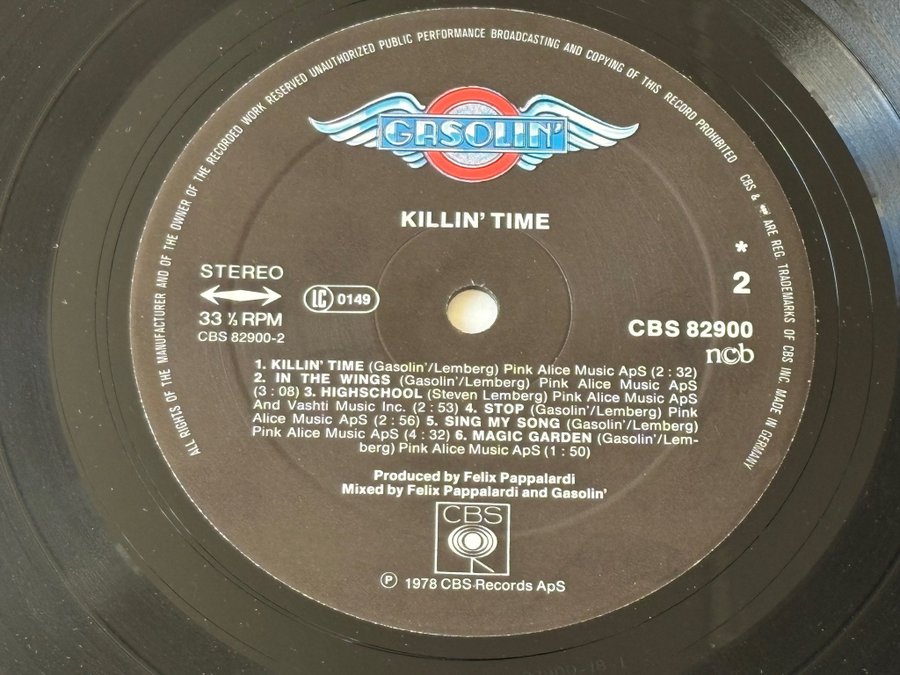 ALL RIGHTS OF THE MANUFACTURER AND OF THE OWNER OF THE RECORDED WORK RESERVED UNAUTHORIZED PUBLIC PERFORMANCE BROADCASTING AND COPYING OF THIS RECORD PROHIBITED
CBS & ARE REG. TRADEMARKS OF CBS INC. MADE IN GERMANY
GASOLIN'
KILLIN' TIME
STEREO
33 ⅓ RPM
CBS 82900-2
LC 0149
*
2
CBS 82900
ncb
1. KILLIN' TIME (Gasolin'/Lemberg) Pink Alice Music ApS (2 : 32)
2. IN THE WINGS (Gasolin'/Lemberg) Pink Alice Music ApS
(3 : 08) 3. HIGHSCHOOL (Steven Lemberg) Pink Alice Music ApS
And Vashti Music Inc. (2 : 53) 4. STOP (Gasolin'/Lemberg) Pink
Alice Music ApS (2 : 56) 5. SING MY SONG (Gasolin'/Lemberg)
Pink Alice Music ApS (4 : 32) 6. MAGIC GARDEN (Gasolin'/Lem-
berg) Pink Alice Music ApS (1 : 50)
Produced by Felix Pappalardi
Mixed by Felix Pappalardi and Gasolin'
CBS
℗ 1978 CBS-Records ApS